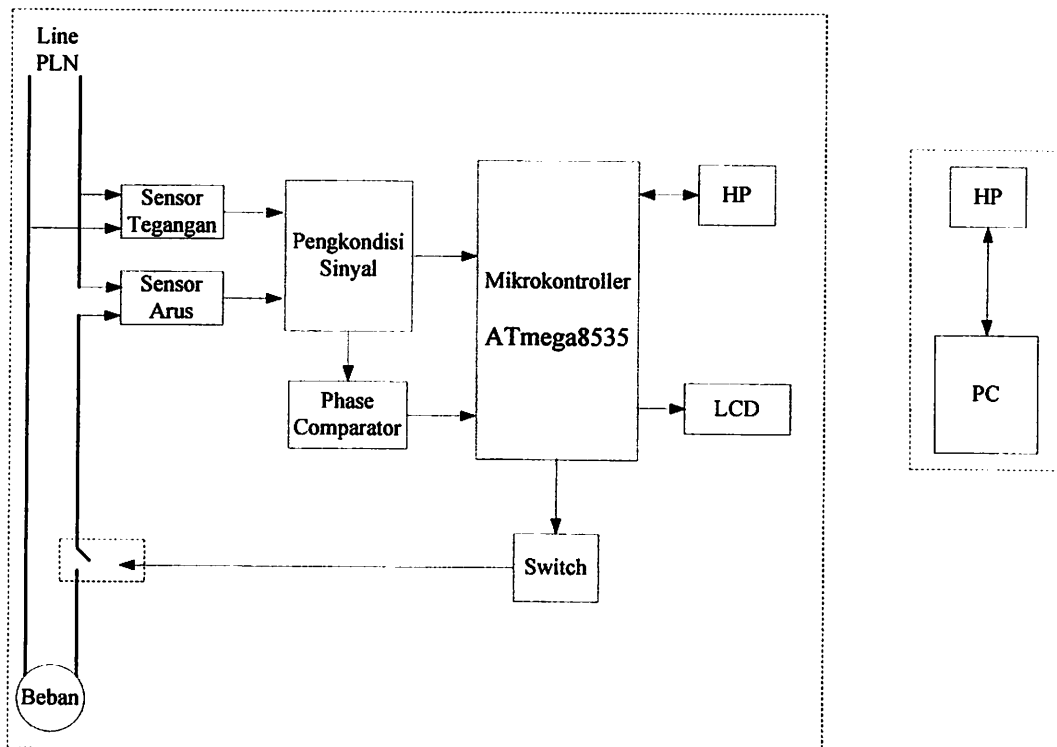 Line
PLN
Sensor
Tegangan
Sensor
Arus
Pengkondisi
Sinyal
Phase
Comparator
Mikrokontroller
ATmega8535
HP
LCD
Switch
Beban
HP
PC